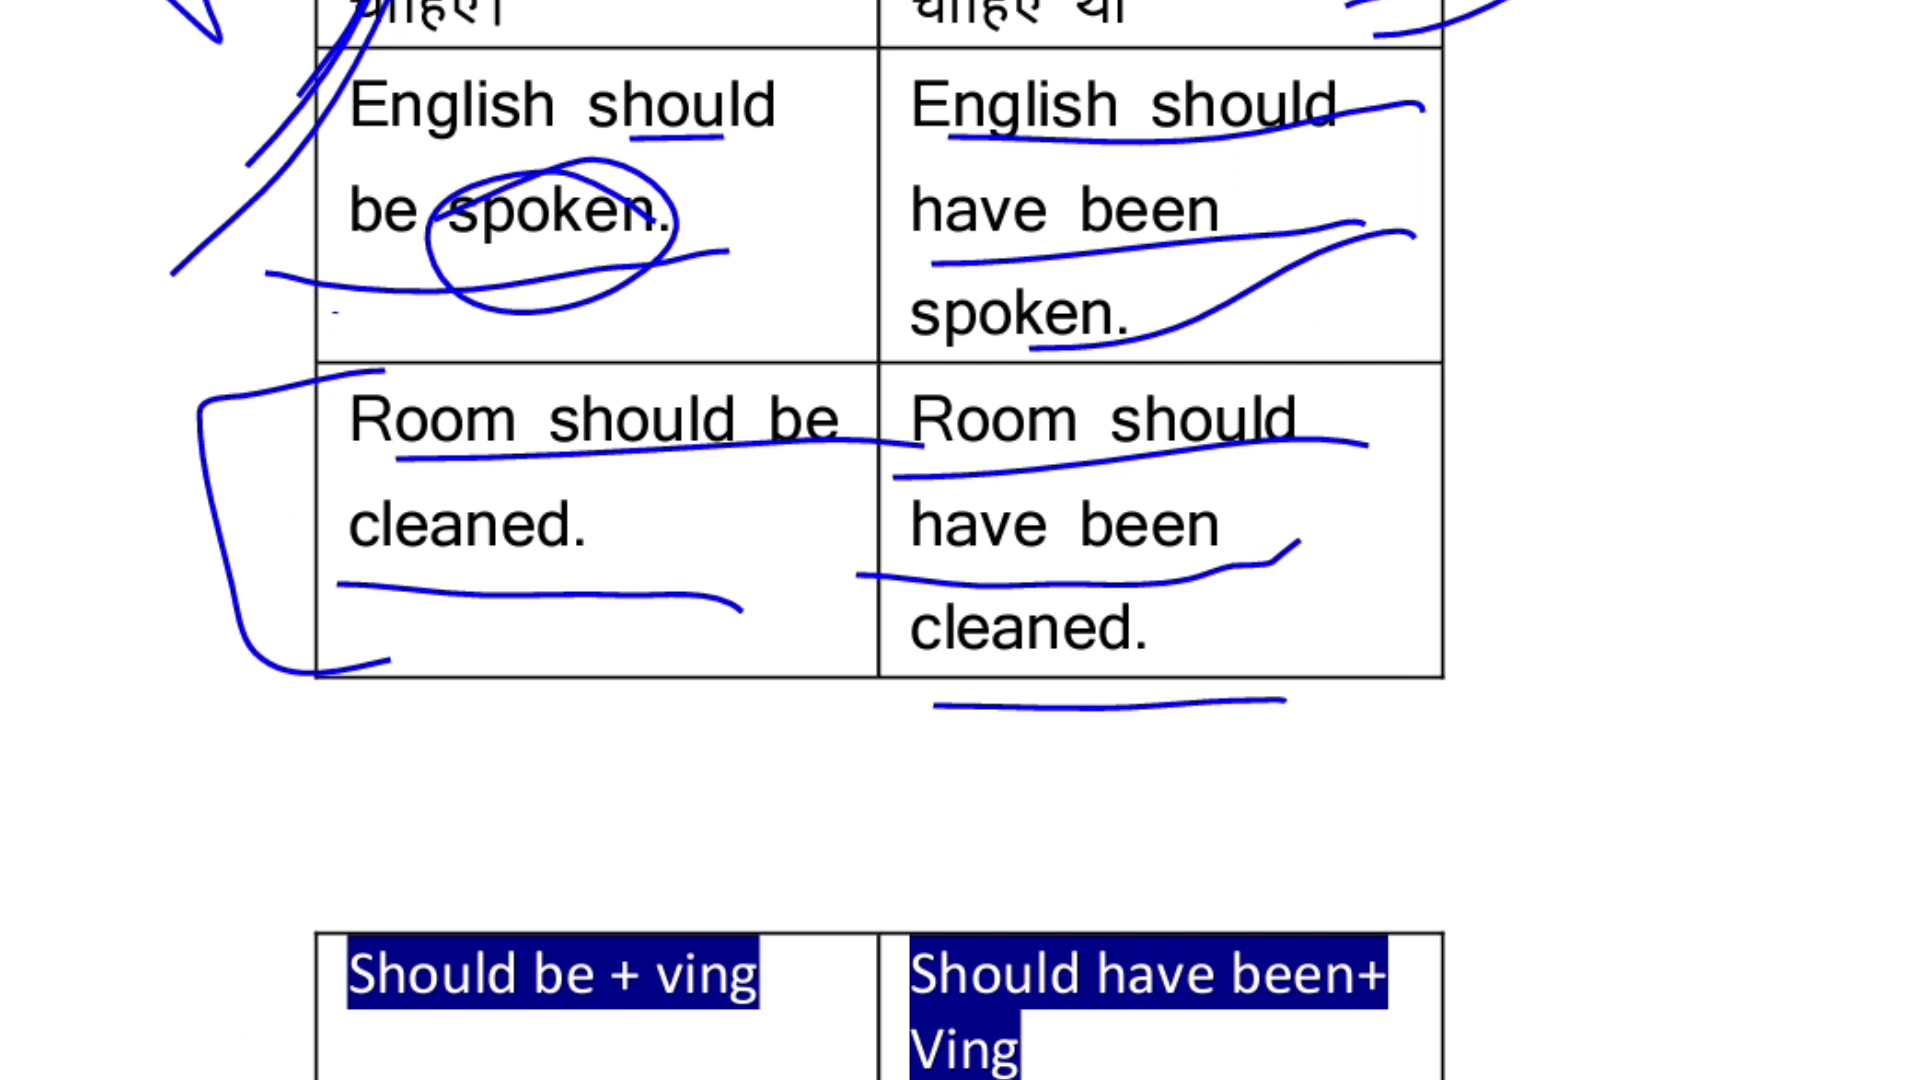 चाहिए।
चाहिए था
English should
be spoken.
English should
have been
spoken.
Room should be
cleaned.
Room should
have been
cleaned.
Should be + ving
Should have been+
Ving